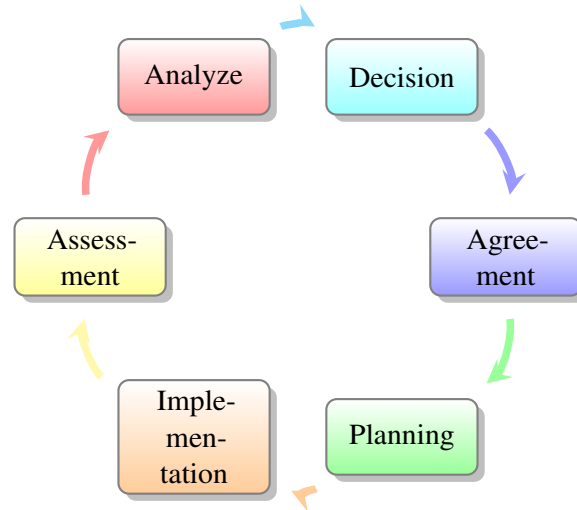 Analyze
Decision
Assess-
ment
Agree-
ment
Imple-
men-
tation
Planning